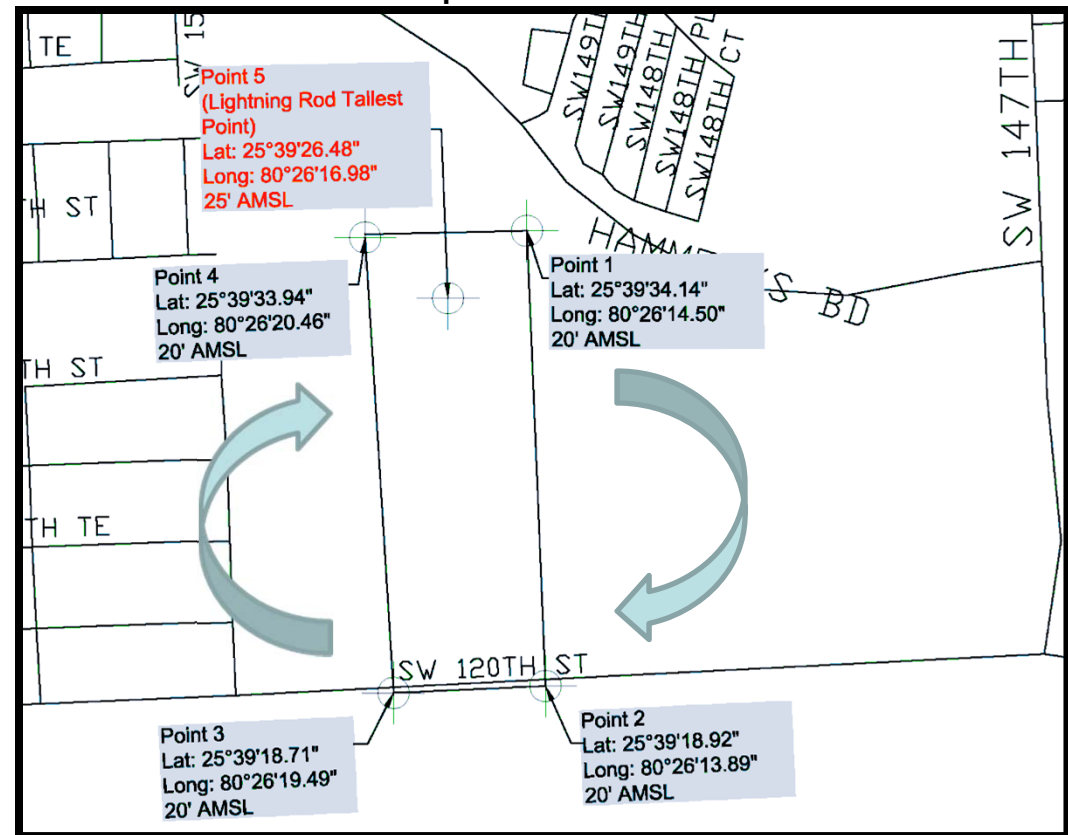 TE
SW 15
SW149T
SW149TH
SW148TH PL
SW148TH
SW148TH CT
SW 147TH
Point 5
(Lightning Rod Tallest
Point)
Lat: 25°39'26.48"
Long: 80°26'16.98"
25' AMSL
H ST
Point 4
Lat: 25°39'33.94"
Long: 80°26'20.46"
20' AMSL
Point 1
Lat: 25°39'34.14"
Long: 80°26'14.50"
20' AMSL
S BD
TH ST
TH TE
SW 120TH ST
Point 3
Lat: 25°39'18.71"
Long: 80°26'19.49"
20' AMSL
Point 2
Lat: 25°39'18.92"
Long: 80°26'13.89"
20' AMSL